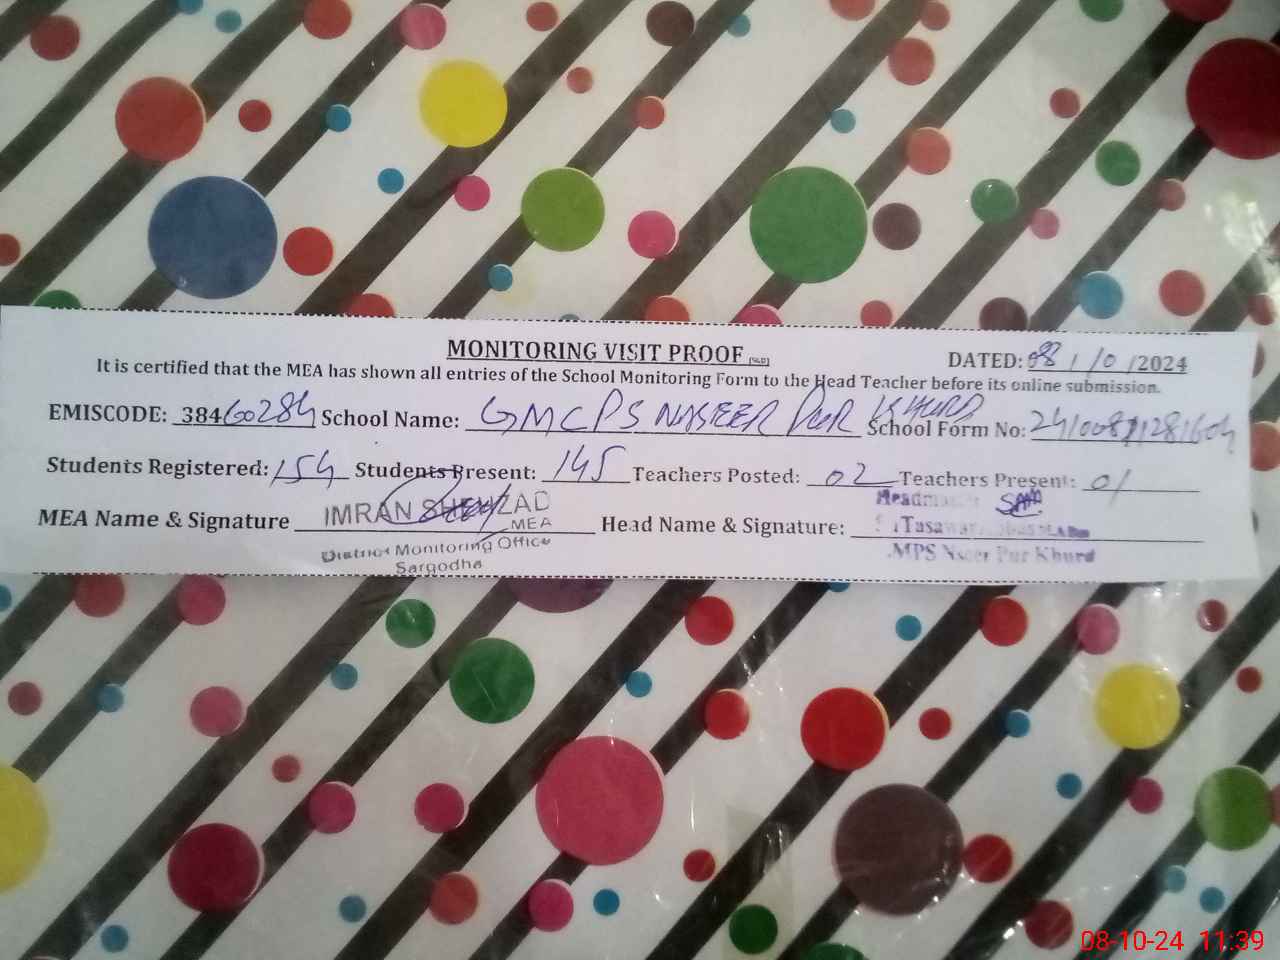 MONITORING VISIT PROOF
DATED: 08/10/2024
It is certified that the MEA has shown all entries of the School Monitoring Form to the Head Teacher before its online submission.
EMISCODE: 38460284 School Name: GMCPS NASEER PUR KHURD School Form No:
Students Registered: 154 Students Present: 145 Teachers Posted: 02 Teachers Present: 01
MEA Name & Signature IMRAN SHEHZAD Head Name & Signature:
MEA
District Monitoring Office
Sargodha
MPS Nseer Pur Khurd
08-10-24 11:39